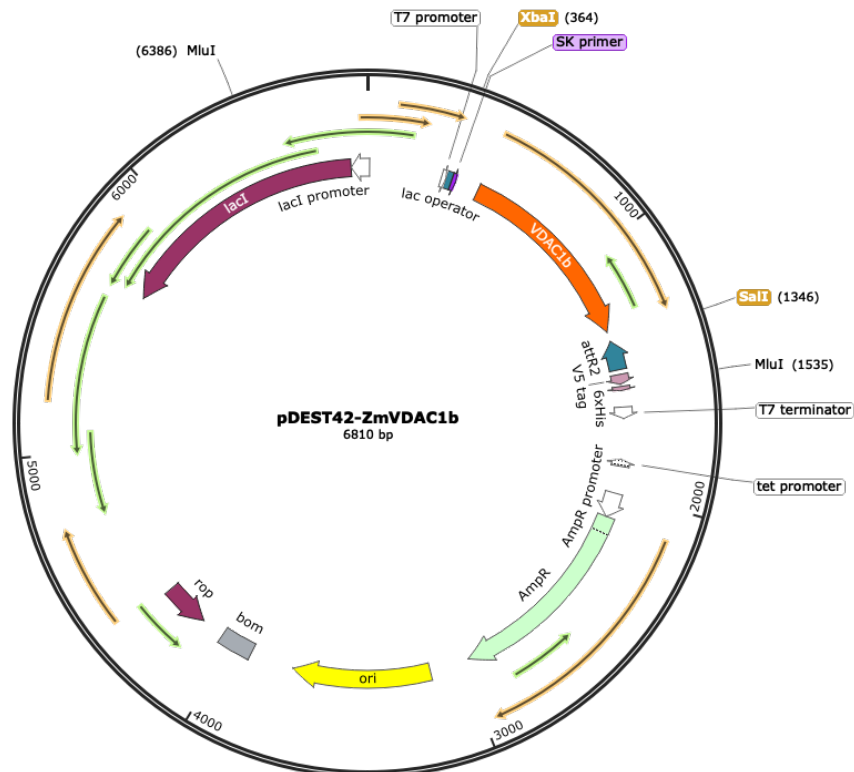 T7 promoter
XbaI (364)
SK primer
(6386) MluI
6000
1000
lacI
lacI promoter
lac operator
VDAC1b
SalI (1346)
attR2
MluI (1535)
V5 tag
6xHis
T7 terminator
pDEST42-ZmVDAC1b
6810 bp
5000
AmpR promoter
tet promoter
2000
AmpR
rop
bom
ori
4000
3000